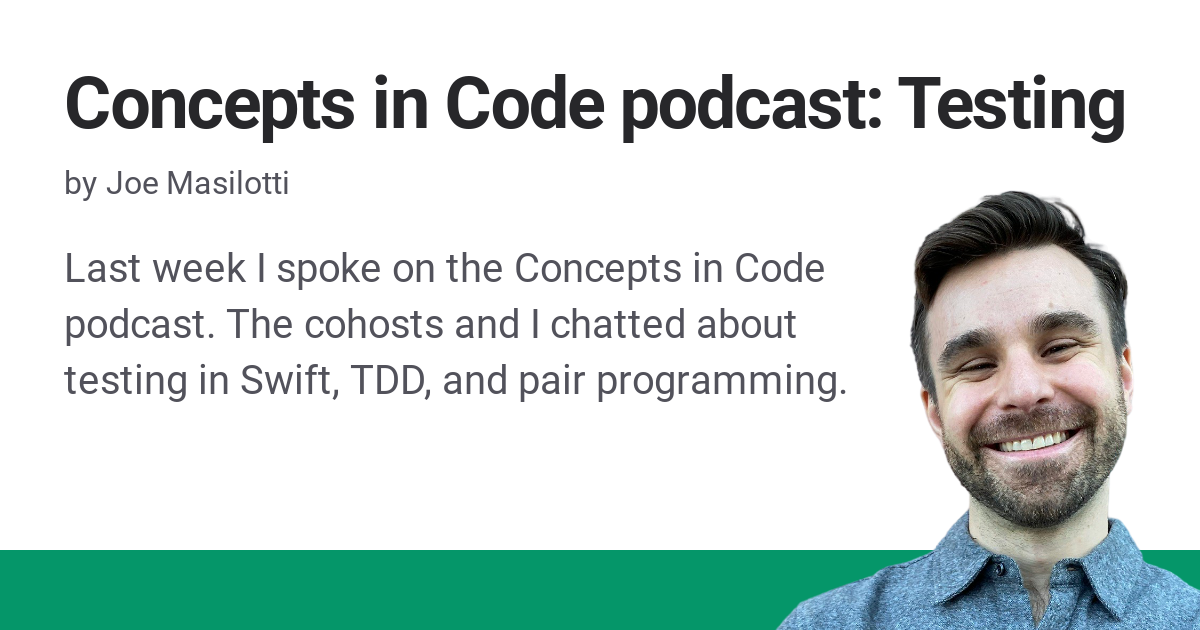 Concepts in Code podcast: Testing
by Joe Masilotti
Last week I spoke on the Concepts in Code
podcast. The cohosts and I chatted about
testing in Swift, TDD, and pair programming.